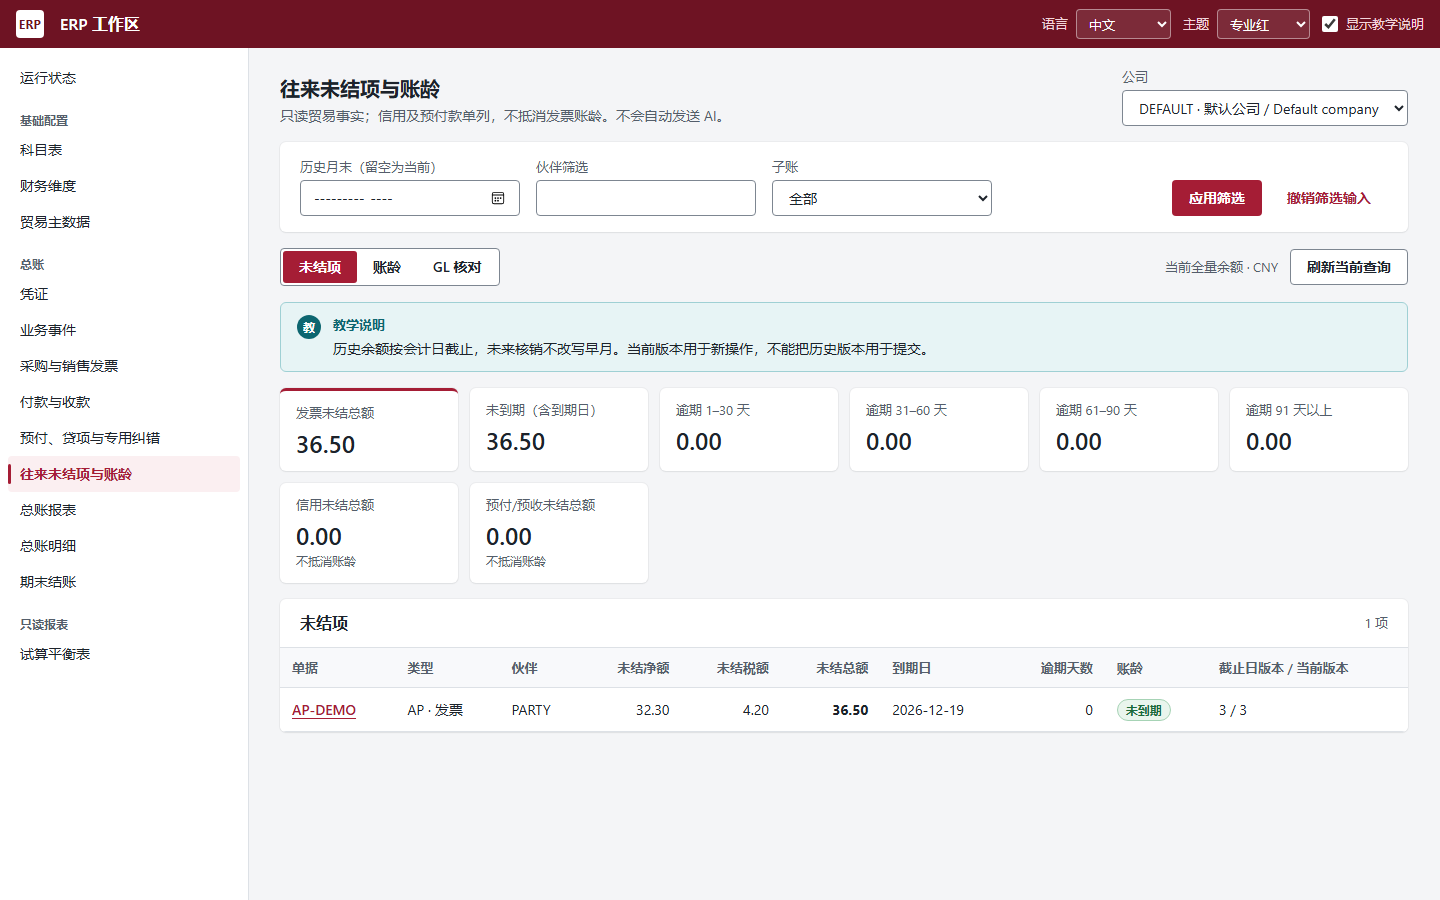 ERP ERP 工作区 语言 中文 主题 专业红 显示教学说明
运行状态
基础配置
科目表
财务维度
贸易主数据
总账
凭证
业务事件
采购与销售发票
付款与收款
预付、贷项与专用纠错
往来未结项与账龄
总账报表
总账明细
期末结账
只读报表
试算平衡表
往来未结项与账龄
只读贸易事实；信用及预付款单列，不抵消发票账龄。不会自动发送 AI。
公司
DEFAULT · 默认公司 / Default company
历史月末（留空为当前） 伙伴筛选 子账
--------- ---- 全部 应用筛选 撤销筛选输入
未结项 账龄 GL 核对 当前全量余额 · CNY 刷新当前查询
教 教学说明
历史余额按会计日截止，未来核销不改写早月。当前版本用于新操作，不能把历史版本用于提交。
发票未结总额 未到期（含到期日） 逾期 1–30 天 逾期 31–60 天 逾期 61–90 天 逾期 91 天以上
36.50 36.50 0.00 0.00 0.00 0.00
信用未结总额 预付/预收未结总额
0.00 0.00
不抵消账龄 不抵消账龄
未结项 1 项
单据 类型 伙伴 未结净额 未结税额 未结总额 到期日 逾期天数 账龄 截止日版本 / 当前版本
AP-DEMO AP · 发票 PARTY 32.30 4.20 36.50 2026-12-19 0 未到期 3 / 3